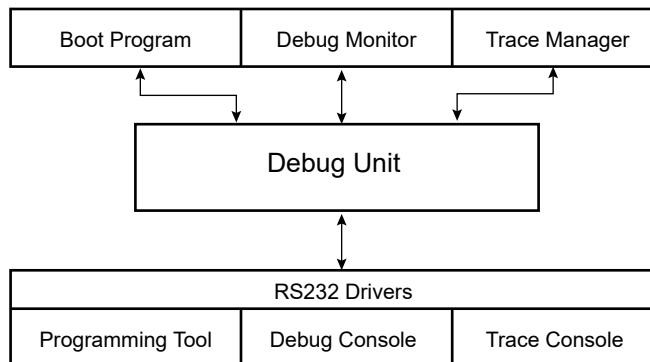 Boot Program
Debug Monitor
Trace Manager
Debug Unit
RS232 Drivers
Programming Tool
Debug Console
Trace Console